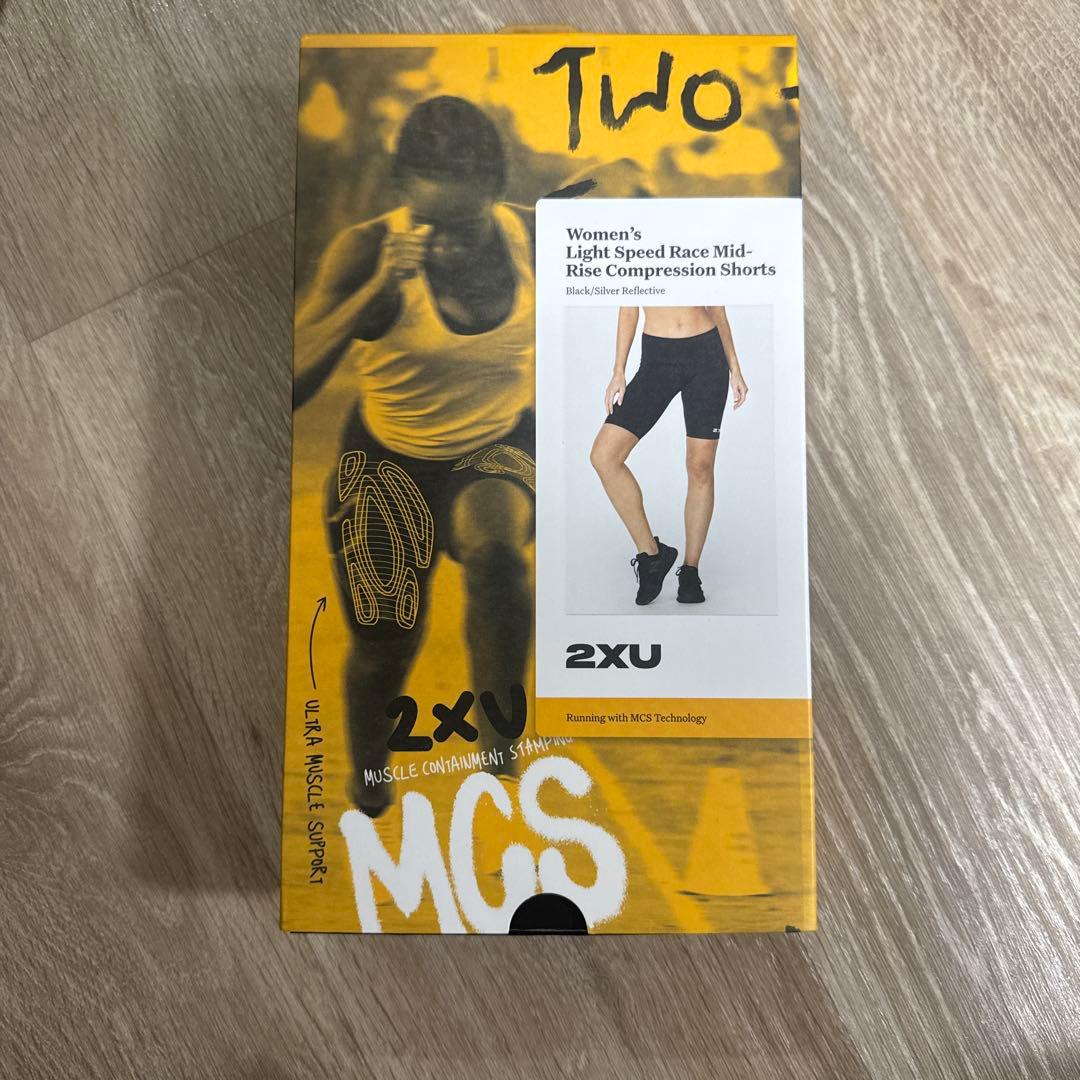 TWO
Women's
Light Speed Race Mid-
Rise Compression Shorts
Black/Silver Reflective
2XU
Running with MCS Technology
ULTRA MUSCLE SUPPORT
2XU
MUSCLE CONTAINMENT STAMPING
MCS